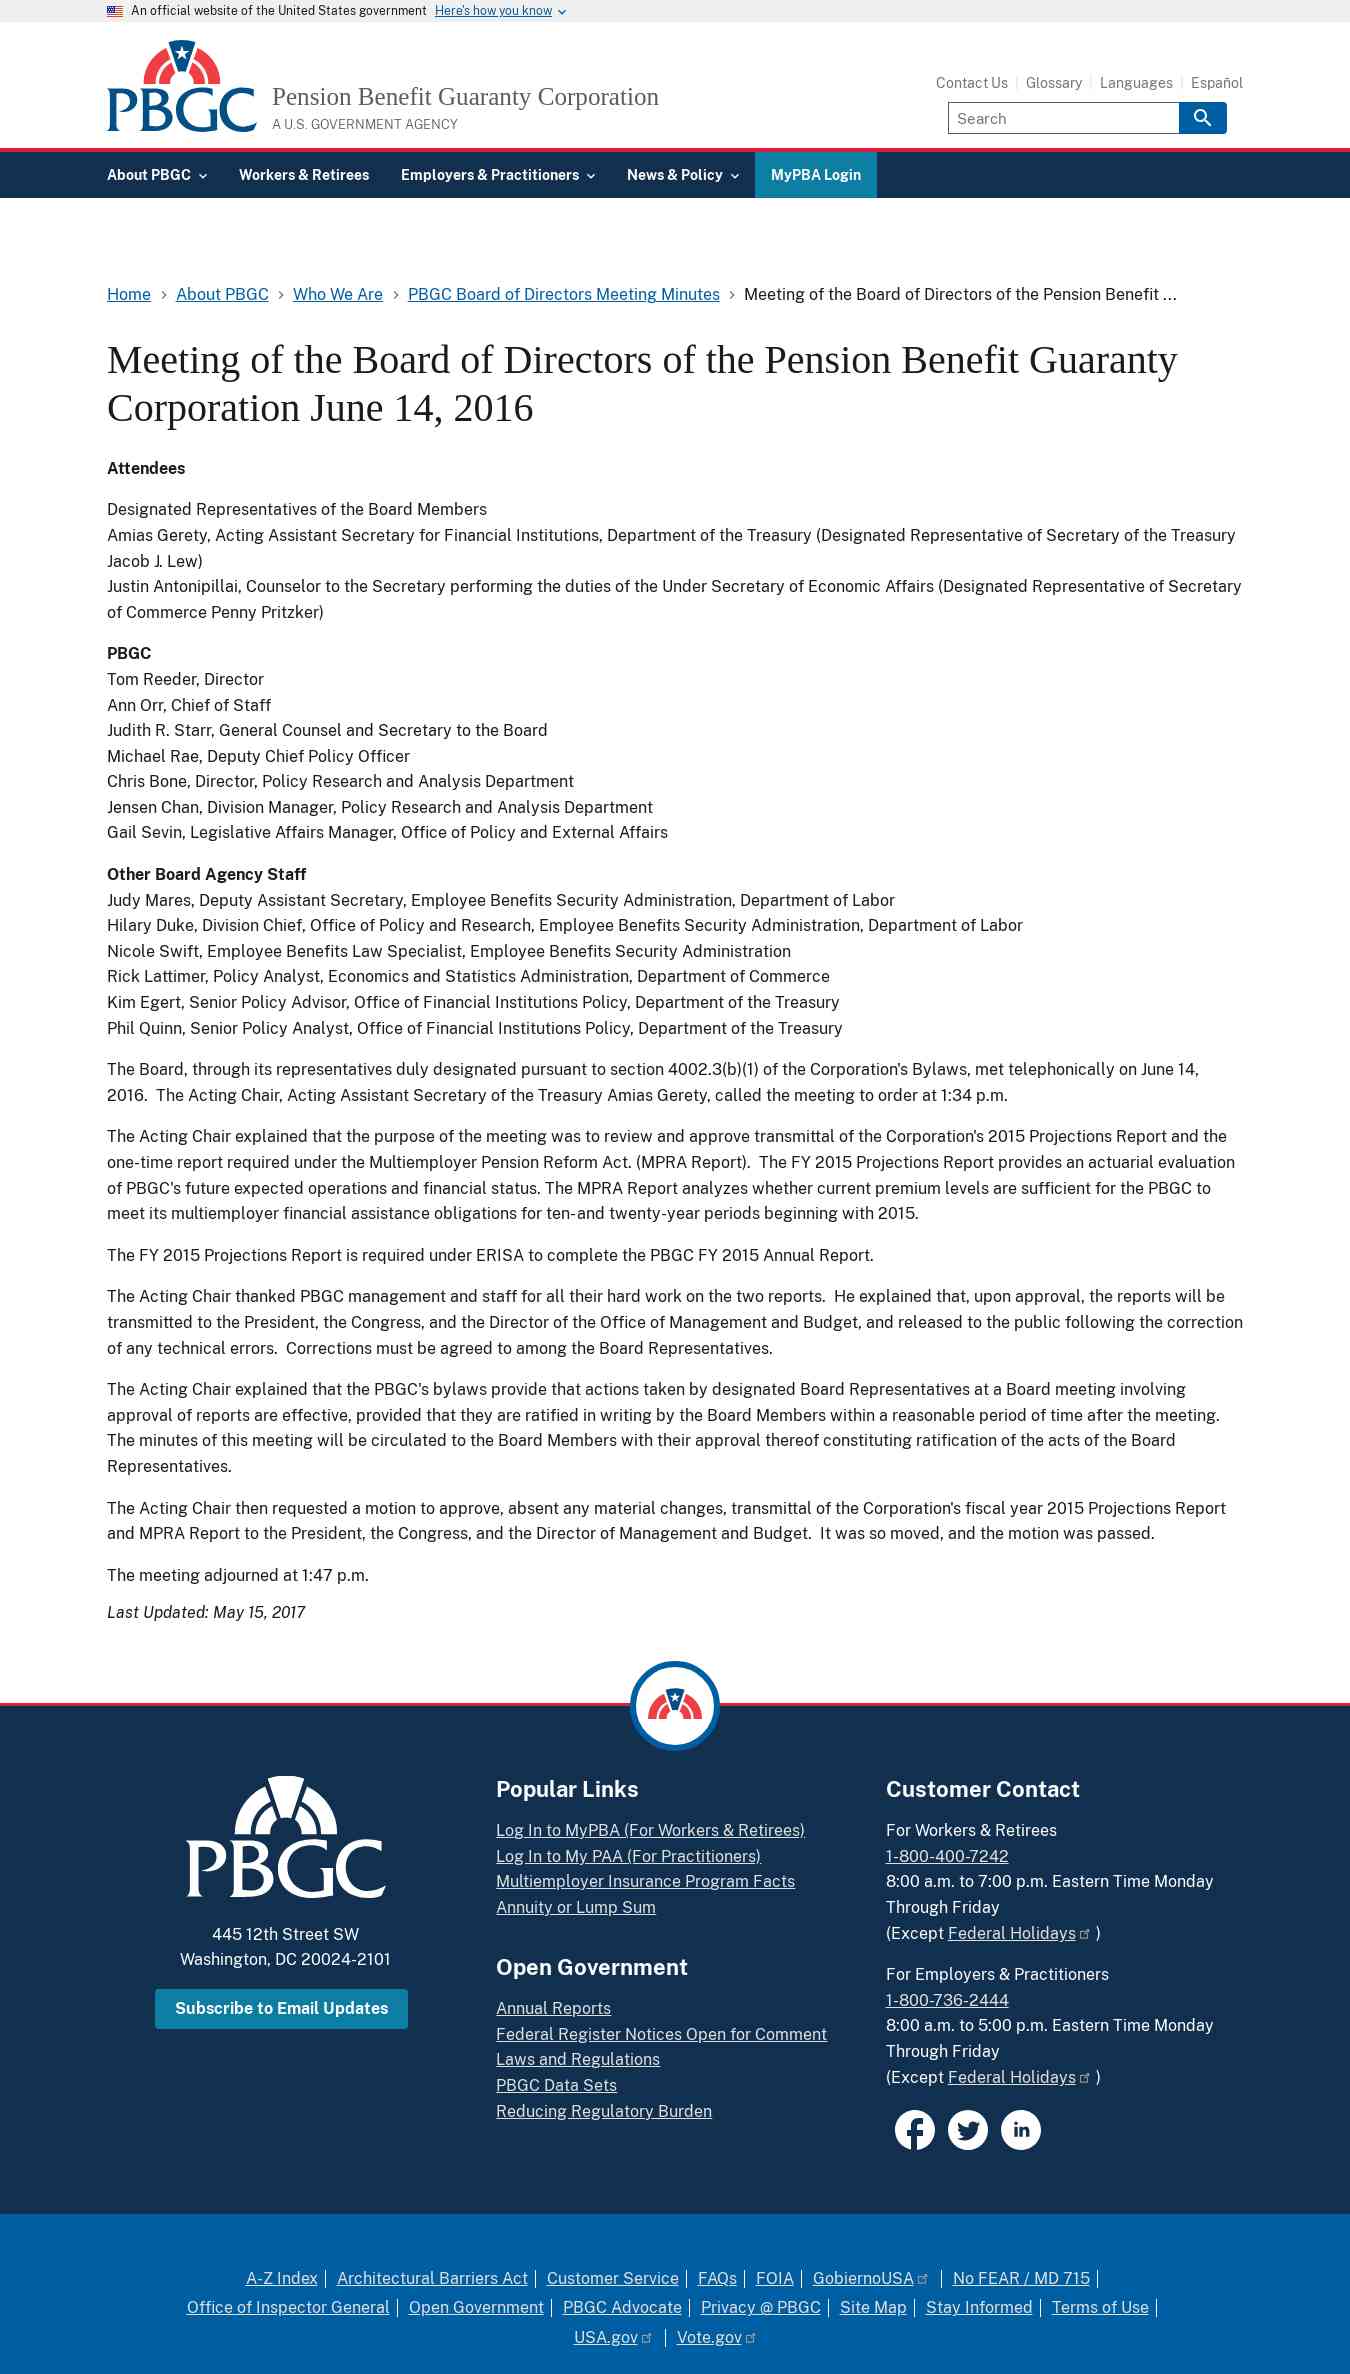 An official website of the United States government Here's how you know
PBGC
Pension Benefit Guaranty Corporation
A U.S. GOVERNMENT AGENCY
Contact Us Glossary Languages Español
Search
About PBGC Workers & Retirees Employers & Practitioners News & Policy MyPBA Login
Home About PBGC Who We Are PBGC Board of Directors Meeting Minutes Meeting of the Board of Directors of the Pension Benefit ...
Meeting of the Board of Directors of the Pension Benefit Guaranty
Corporation June 14, 2016
Attendees
Designated Representatives of the Board Members
Amias Gerety, Acting Assistant Secretary for Financial Institutions, Department of the Treasury (Designated Representative of Secretary of the Treasury
Jacob J. Lew)
Justin Antonipillai, Counselor to the Secretary performing the duties of the Under Secretary of Economic Affairs (Designated Representative of Secretary
of Commerce Penny Pritzker)
PBGC
Tom Reeder, Director
Ann Orr, Chief of Staff
Judith R. Starr, General Counsel and Secretary to the Board
Michael Rae, Deputy Chief Policy Officer
Chris Bone, Director, Policy Research and Analysis Department
Jensen Chan, Division Manager, Policy Research and Analysis Department
Gail Sevin, Legislative Affairs Manager, Office of Policy and External Affairs
Other Board Agency Staff
Judy Mares, Deputy Assistant Secretary, Employee Benefits Security Administration, Department of Labor
Hilary Duke, Division Chief, Office of Policy and Research, Employee Benefits Security Administration, Department of Labor
Nicole Swift, Employee Benefits Law Specialist, Employee Benefits Security Administration
Rick Lattimer, Policy Analyst, Economics and Statistics Administration, Department of Commerce
Kim Egert, Senior Policy Advisor, Office of Financial Institutions Policy, Department of the Treasury
Phil Quinn, Senior Policy Analyst, Office of Financial Institutions Policy, Department of the Treasury
The Board, through its representatives duly designated pursuant to section 4002.3(b)(1) of the Corporation's Bylaws, met telephonically on June 14,
2016.  The Acting Chair, Acting Assistant Secretary of the Treasury Amias Gerety, called the meeting to order at 1:34 p.m.
The Acting Chair explained that the purpose of the meeting was to review and approve transmittal of the Corporation's 2015 Projections Report and the
one-time report required under the Multiemployer Pension Reform Act. (MPRA Report).  The FY 2015 Projections Report provides an actuarial evaluation
of PBGC's future expected operations and financial status. The MPRA Report analyzes whether current premium levels are sufficient for the PBGC to
meet its multiemployer financial assistance obligations for ten-and twenty-year periods beginning with 2015.
The FY 2015 Projections Report is required under ERISA to complete the PBGC FY 2015 Annual Report.
The Acting Chair thanked PBGC management and staff for all their hard work on the two reports.  He explained that, upon approval, the reports will be
transmitted to the President, the Congress, and the Director of the Office of Management and Budget, and released to the public following the correction
of any technical errors.  Corrections must be agreed to among the Board Representatives.
The Acting Chair explained that the PBGC's bylaws provide that actions taken by designated Board Representatives at a Board meeting involving
approval of reports are effective, provided that they are ratified in writing by the Board Members within a reasonable period of time after the meeting.
The minutes of this meeting will be circulated to the Board Members with their approval thereof constituting ratification of the acts of the Board
Representatives.
The Acting Chair then requested a motion to approve, absent any material changes, transmittal of the Corporation's fiscal year 2015 Projections Report
and MPRA Report to the President, the Congress, and the Director of Management and Budget.  It was so moved, and the motion was passed.
The meeting adjourned at 1:47 p.m.
Last Updated: May 15, 2017
PBGC
445 12th Street SW
Washington, DC 20024-2101
Subscribe to Email Updates
Popular Links
Log In to MyPBA (For Workers & Retirees)
Log In to My PAA (For Practitioners)
Multiemployer Insurance Program Facts
Annuity or Lump Sum
Open Government
Annual Reports
Federal Register Notices Open for Comment
Laws and Regulations
PBGC Data Sets
Reducing Regulatory Burden
Customer Contact
For Workers & Retirees
1-800-400-7242
8:00 a.m. to 7:00 p.m. Eastern Time Monday
Through Friday
(Except Federal Holidays )
For Employers & Practitioners
1-800-736-2444
8:00 a.m. to 5:00 p.m. Eastern Time Monday
Through Friday
(Except Federal Holidays )
A-Z Index Architectural Barriers Act Customer Service FAQs FOIA GobiernoUSA No FEAR / MD 715
Office of Inspector General Open Government PBGC Advocate Privacy @ PBGC Site Map Stay Informed Terms of Use
USA.gov Vote.gov